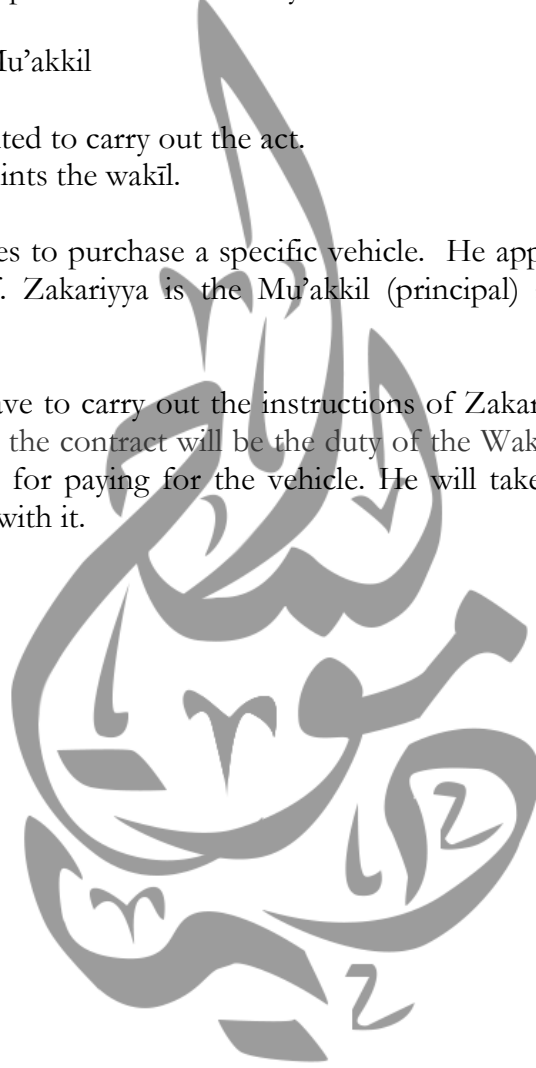 Mu’akkil
ted to carry out the act.
ints the wakīl.
es to purchase a specific vehicle. He app
f. Zakariyya is the Mu’akkil (principal)
ave to carry out the instructions of Zakar
the contract will be the duty of the Wak
for paying for the vehicle. He will take
with it.